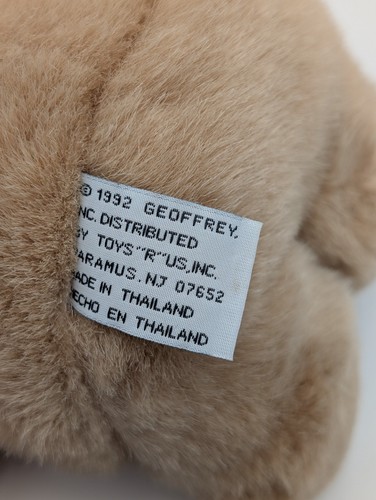 © 1992 GEOFFREY,
INC. DISTRIBUTED
BY TOYS "R" US, INC.
PARAMUS, NJ 07652
MADE IN THAILAND
HECHO EN THAILAND